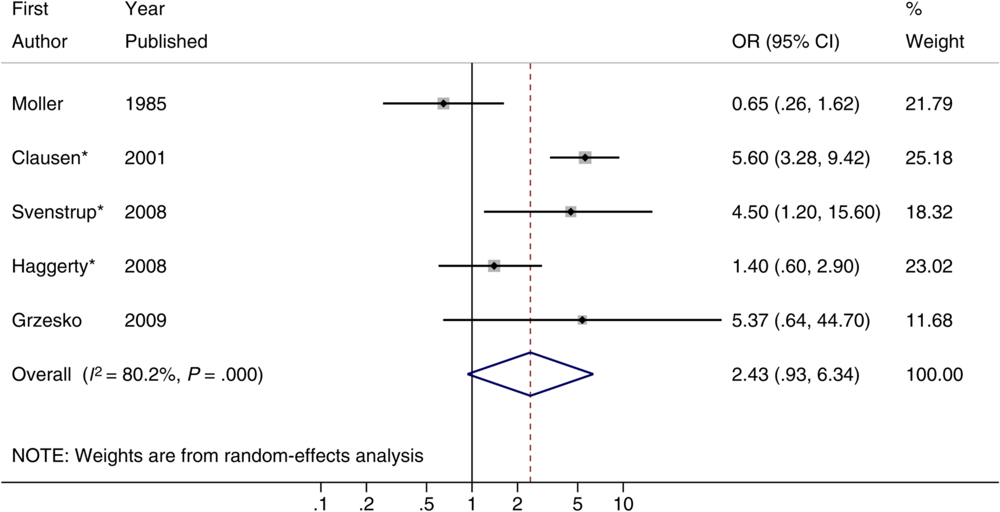 First Year %
Author Published OR (95% CI) Weight
Moller 1985 0.65 (.26, 1.62) 21.79
Clausen* 2001 5.60 (3.28, 9.42) 25.18
Svenstrup* 2008 4.50 (1.20, 15.60) 18.32
Haggerty* 2008 1.40 (.60, 2.90) 23.02
Grzesko 2009 5.37 (.64, 44.70) 11.68
Overall (I² = 80.2%, P = .000) 2.43 (.93, 6.34) 100.00
NOTE: Weights are from random-effects analysis
.1 .2 .5 1 2 5 10